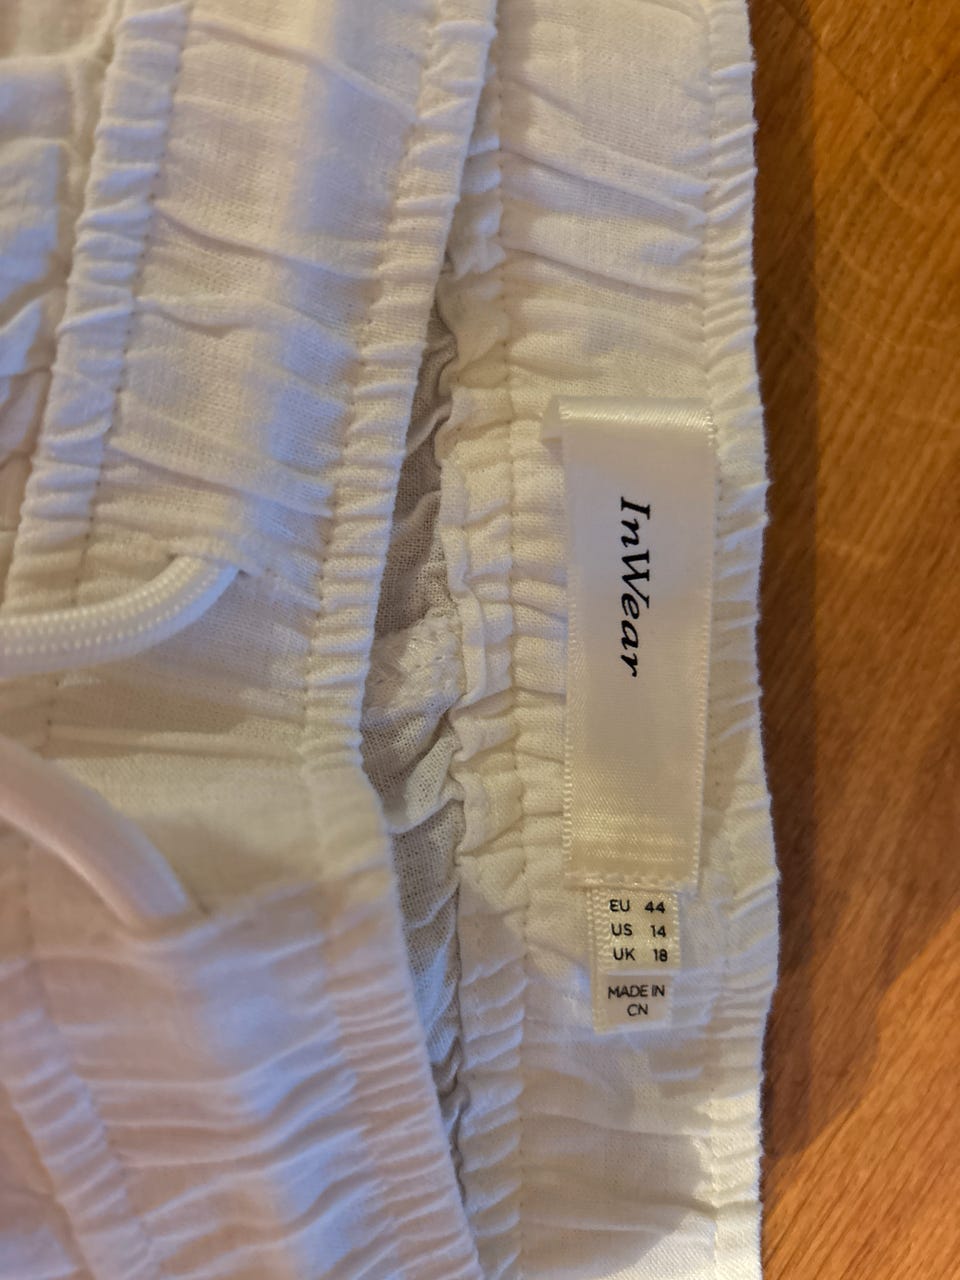 InWear
EU 44
US 14
UK 18
MADE IN
CN